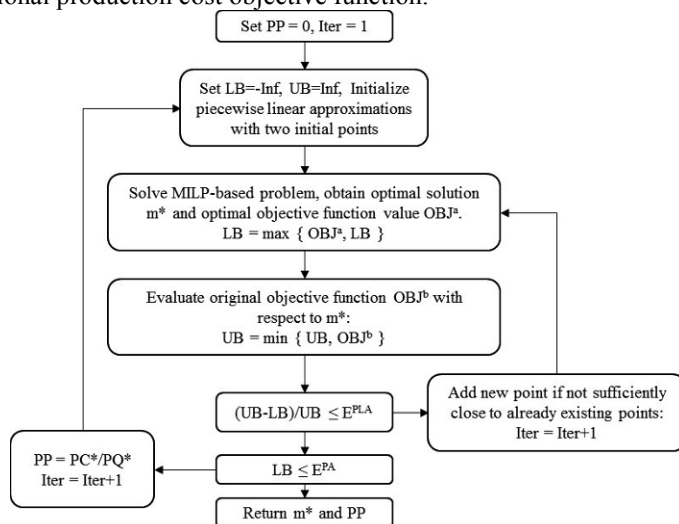 ional production cost objective function.
Set PP = 0, Iter = 1
Set LB=-Inf, UB=Inf, Initialize
piecewise linear approximations
with two initial points
Solve MILP-based problem, obtain optimal solution
m* and optimal objective function value OBJᵃ.
LB = max { OBJᵃ, LB }
Evaluate original objective function OBJᵇ with
respect to m*:
UB = min { UB, OBJᵇ }
(UB-LB)/UB ≤ Eᴾᴸᴬ
Add new point if not sufficiently
close to already existing points:
Iter = Iter+1
LB ≤ Eᴾᴬ
PP = PC*/PQ*
Iter = Iter+1
Return m* and PP